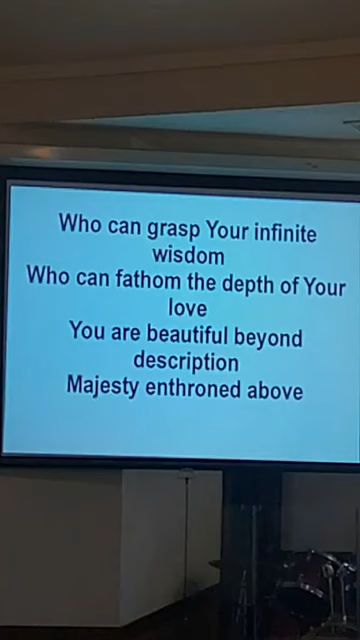 Who can grasp Your infinite
wisdom
Who can fathom the depth of Your
love
You are beautiful beyond
description
Majesty enthroned above